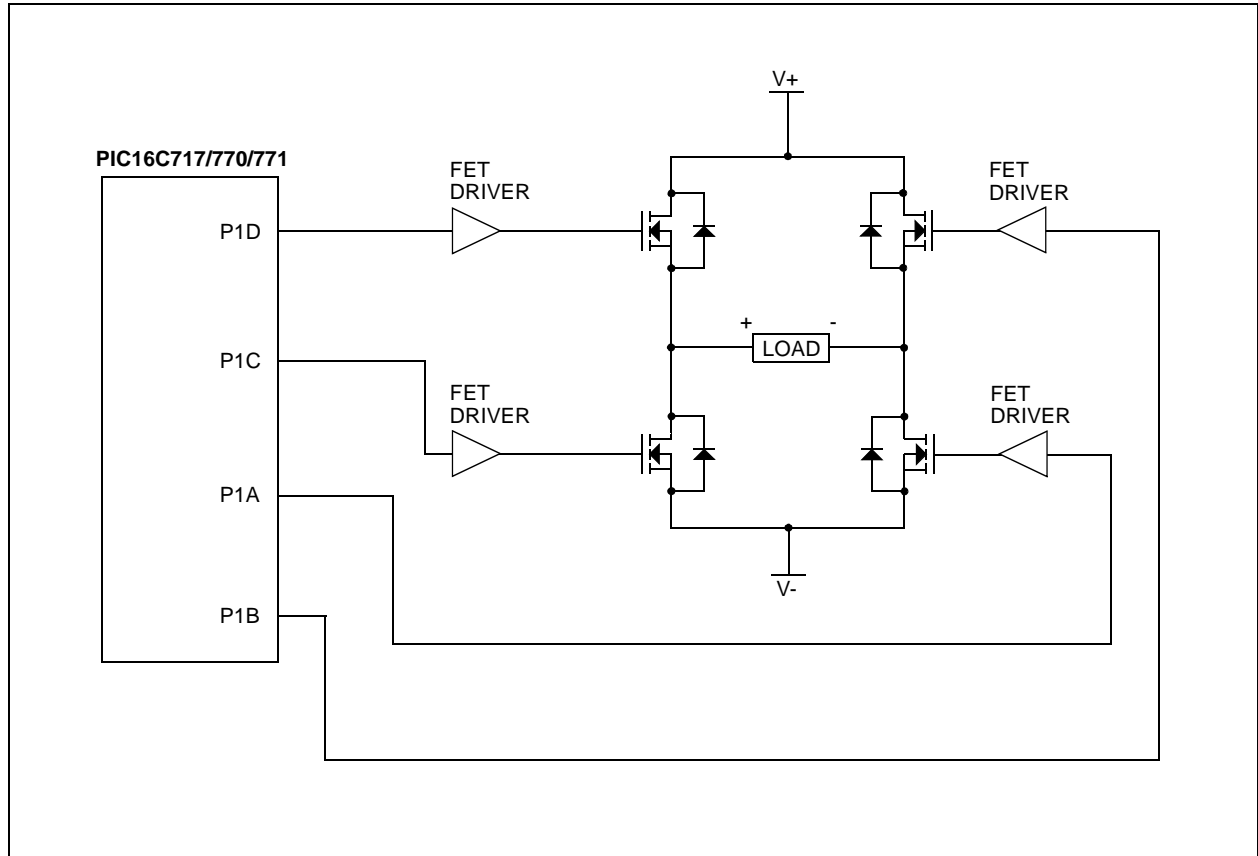 V+
PIC16C717/770/771
FET
DRIVER
FET
DRIVER
P1D
+
-
LOAD
P1C
FET
DRIVER
FET
DRIVER
P1A
V-
P1B